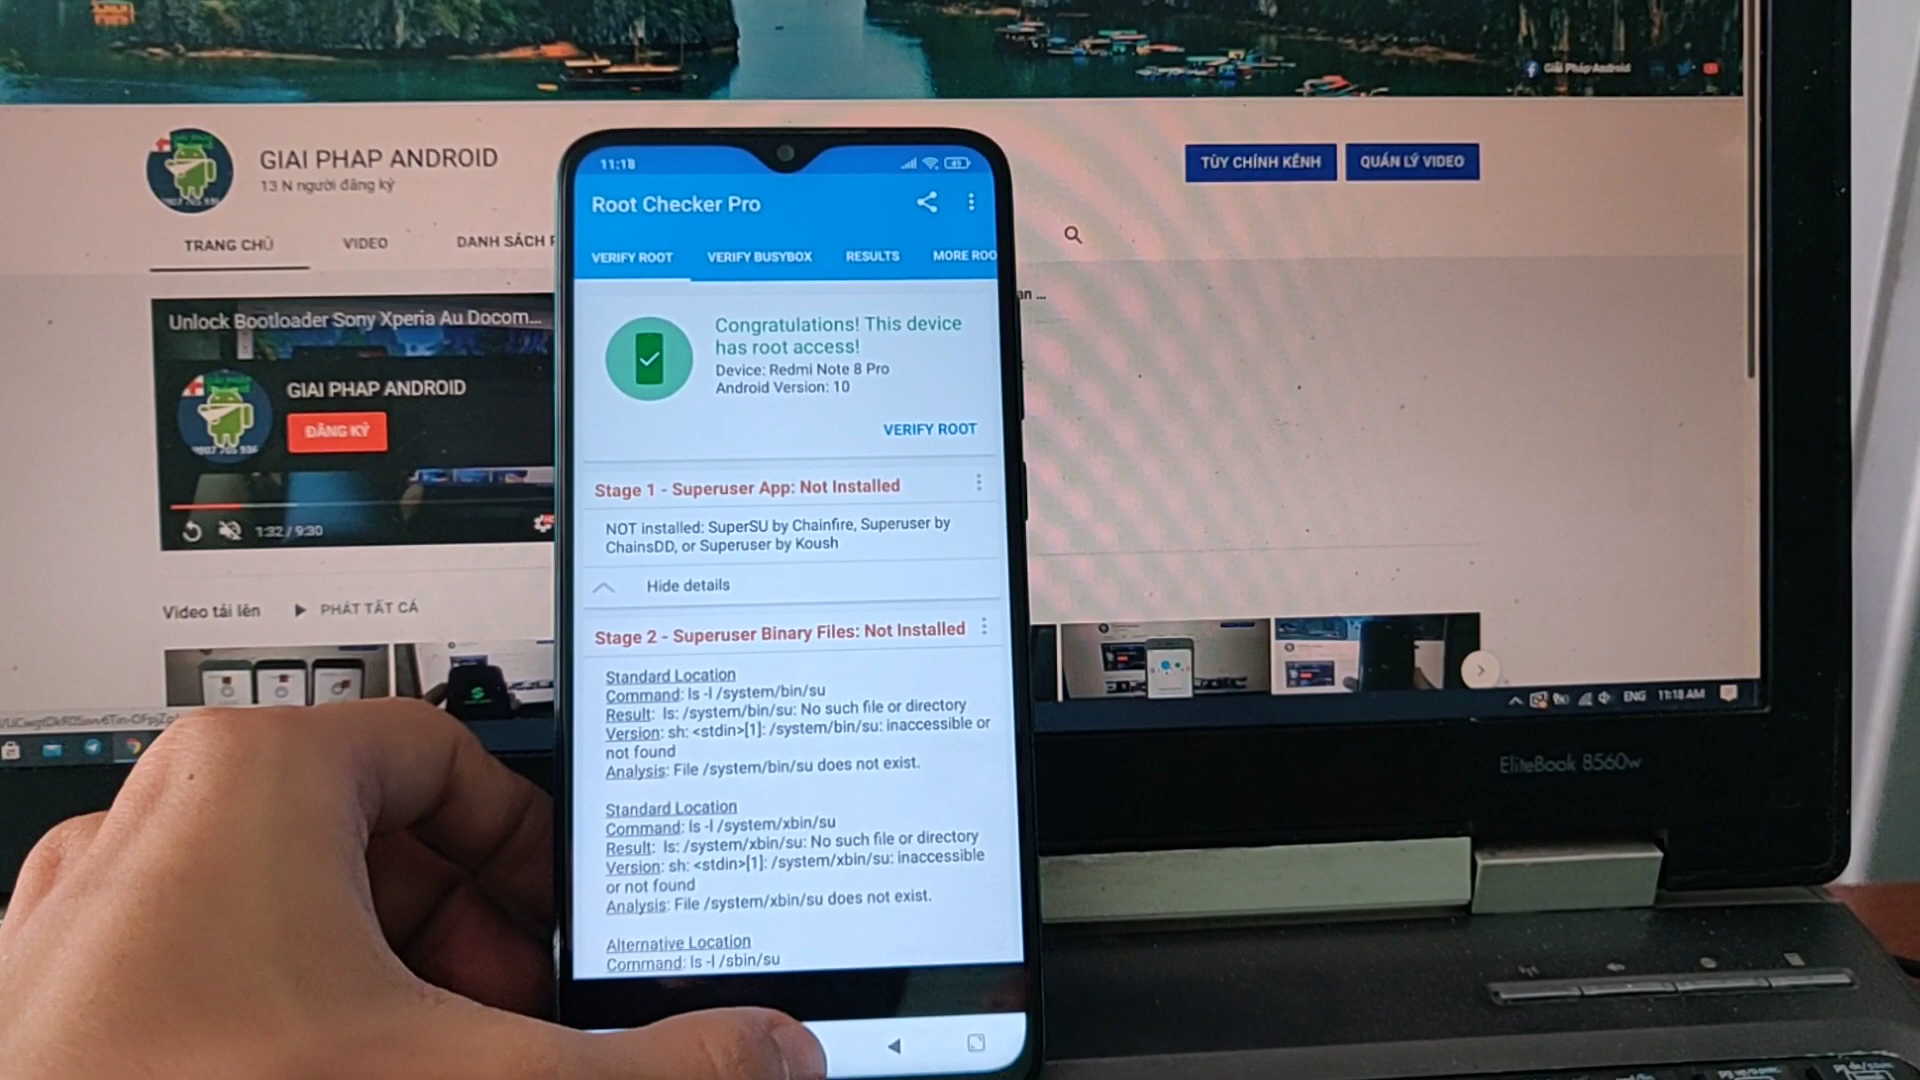 Giải Pháp Android
GIAI PHAP ANDROID
13 N người đăng ký
TÙY CHỈNH KÊNH
QUẢN LÝ VIDEO
TRANG CHỦ
VIDEO
DANH SÁCH
an ...
Unlock Bootloader Sony Xperia Au Docom...
GIAI PHAP ANDROID
ĐĂNG KÝ
0907 705 936
1:32 / 9:30
Video tải lên
PHÁT TẤT CẢ
11:18
49
Root Checker Pro
VERIFY ROOT
VERIFY BUSYBOX
RESULTS
MORE ROO
Congratulations! This device
has root access!
Device: Redmi Note 8 Pro
Android Version: 10
VERIFY ROOT
Stage 1 - Superuser App: Not Installed
NOT installed: SuperSU by Chainfire, Superuser by
ChainsDD, or Superuser by Koush
Hide details
Stage 2 - Superuser Binary Files: Not Installed
Standard Location
Command: ls -l /system/bin/su
Result: ls: /system/bin/su: No such file or directory
Version: sh: <stdin>[1]: /system/bin/su: inaccessible or
not found
Analysis: File /system/bin/su does not exist.
Standard Location
Command: ls -l /system/xbin/su
Result: ls: /system/xbin/su: No such file or directory
Version: sh: <stdin>[1]: /system/xbin/su: inaccessible
or not found
Analysis: File /system/xbin/su does not exist.
Alternative Location
Command: ls -l /sbin/su
ENG
11:18 AM
EliteBook 8560w